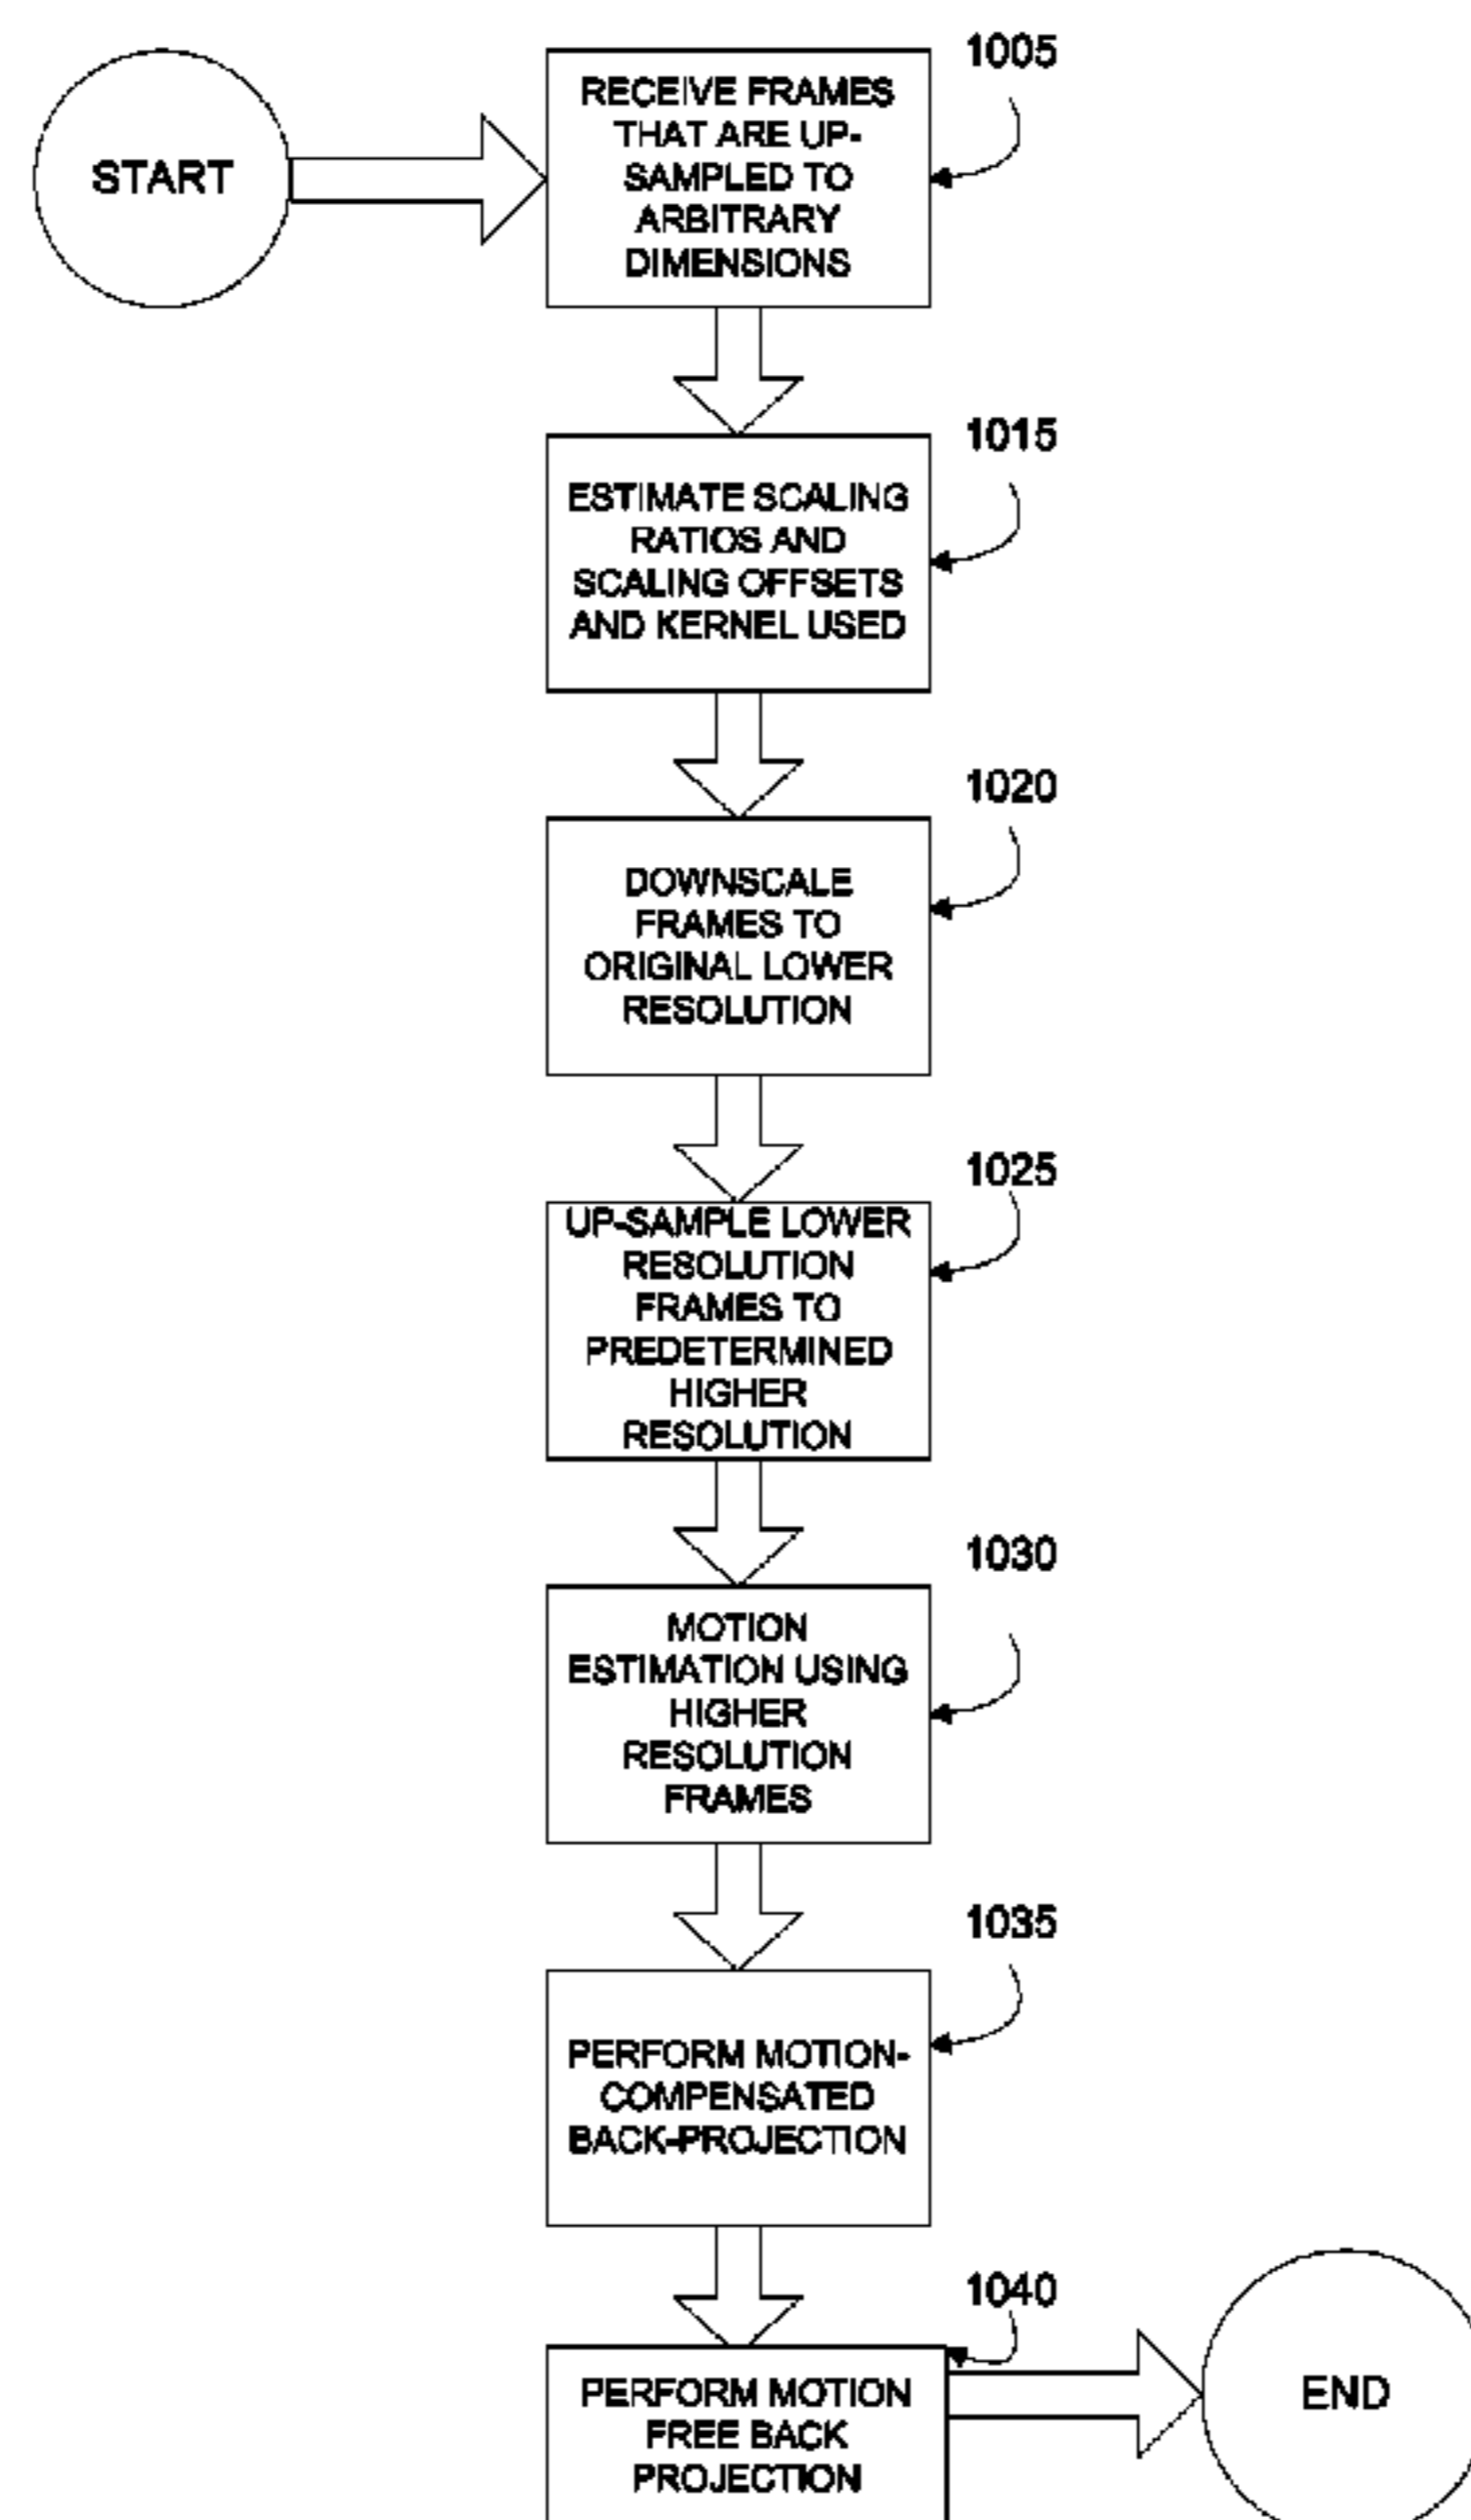 START
1005
RECEIVE FRAMES
THAT ARE UP-
SAMPLED TO
ARBITRARY
DIMENSIONS
1015
ESTIMATE SCALING
RATIOS AND
SCALING OFFSETS
AND KERNEL USED
1020
DOWNSCALE
FRAMES TO
ORIGINAL LOWER
RESOLUTION
1025
UP-SAMPLE LOWER
RESOLUTION
FRAMES TO
PREDETERMINED
HIGHER
RESOLUTION
1030
MOTION
ESTIMATION USING
HIGHER
RESOLUTION
FRAMES
1035
PERFORM MOTION-
COMPENSATED
BACK-PROJECTION
1040
PERFORM MOTION
FREE BACK
PROJECTION
END